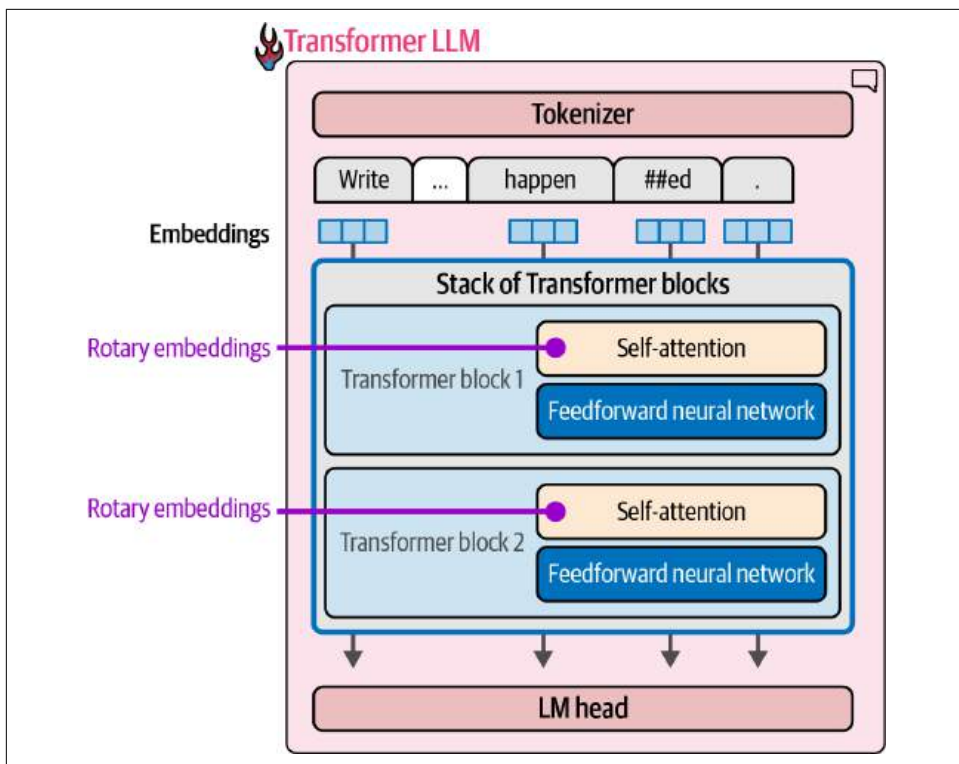 Transformer LLM
Tokenizer
Write ... happen ##ed .
Embeddings
Stack of Transformer blocks
Rotary embeddings
Self-attention
Transformer block 1
Feedforward neural network
Rotary embeddings
Self-attention
Transformer block 2
Feedforward neural network
LM head